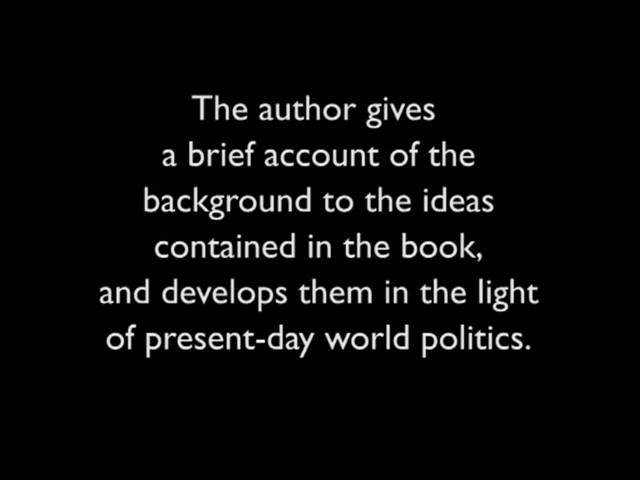 The author gives
a brief account of the
background to the ideas
contained in the book,
and develops them in the light
of present-day world politics.